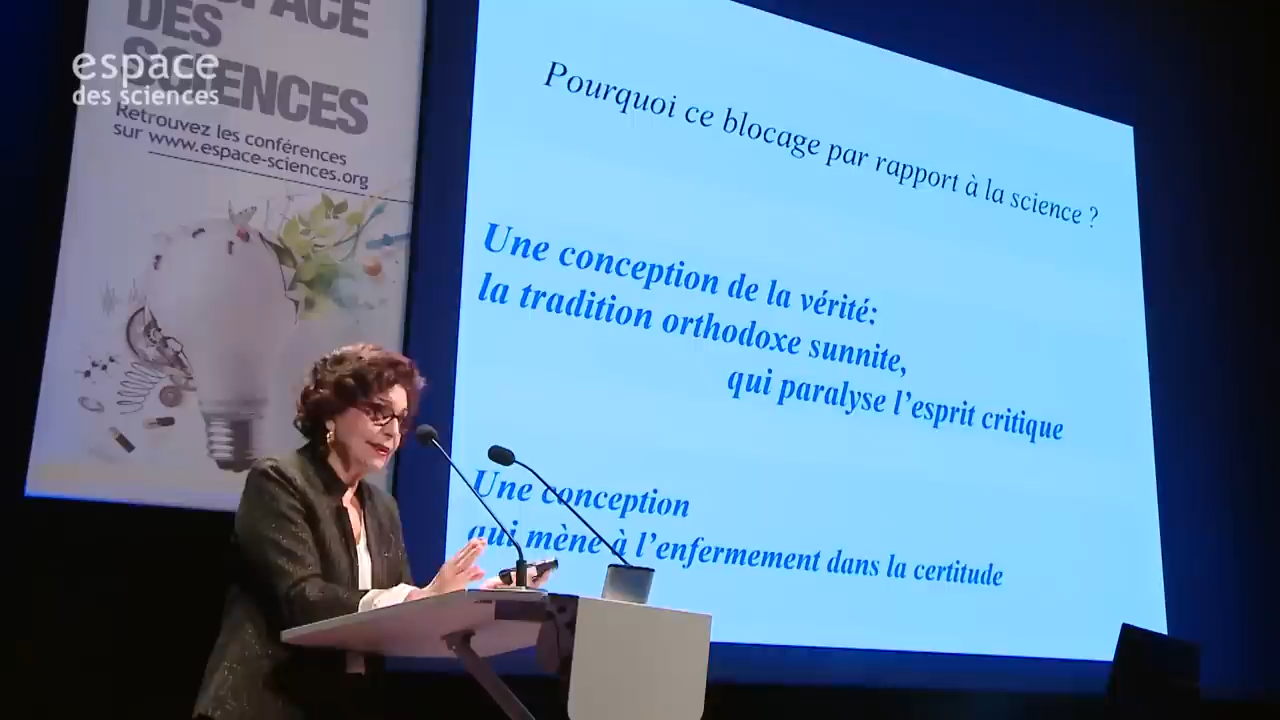 ESPACE
DES
SCIENCES
espace
des sciences
Retrouvez les conférences
sur www.espace-sciences.org
Pourquoi ce blocage par rapport à la science ?
Une conception de la vérité:
la tradition orthodoxe sunnite,
qui paralyse l’esprit critique
Une conception
qui mène à l’enfermement dans la certitude